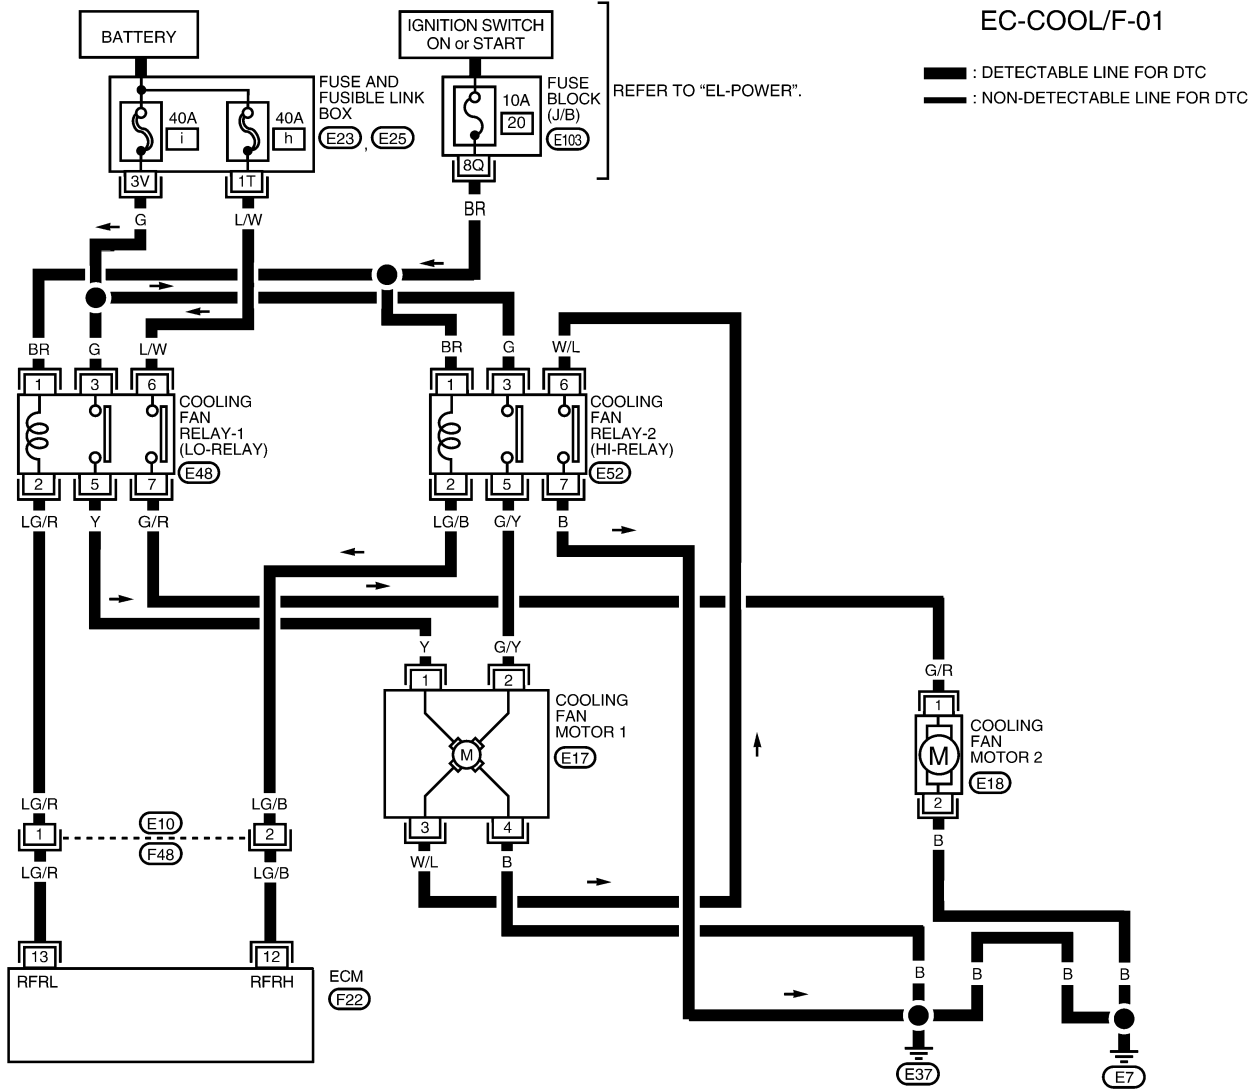 EC-COOL/F-01
: DETECTABLE LINE FOR DTC
: NON-DETECTABLE LINE FOR DTC
BATTERY
IGNITION SWITCH
ON or START
FUSE AND
FUSIBLE LINK
BOX
E23 , E25
40A
i
40A
h
10A
20
FUSE
BLOCK
(J/B)
E103
REFER TO “EL-POWER”.
3V
1T
8Q
G
L/W
BR
BR
G
L/W
BR
G
W/L
1
3
6
1
3
6
COOLING
FAN
RELAY-1
(LO-RELAY)
E48
COOLING
FAN
RELAY-2
(HI-RELAY)
E52
2
5
7
2
5
7
LG/R
Y
G/R
LG/B
G/Y
B
Y
G/Y
1
2
COOLING
FAN
MOTOR 1
E17
M
3
4
W/L
B
G/R
1
COOLING
FAN
MOTOR 2
E18
M
2
B
LG/R
LG/B
1
E10
F48
2
LG/R
LG/B
13
12
RFRL
RFRH
ECM
F22
B
B
B
B
E37
E7